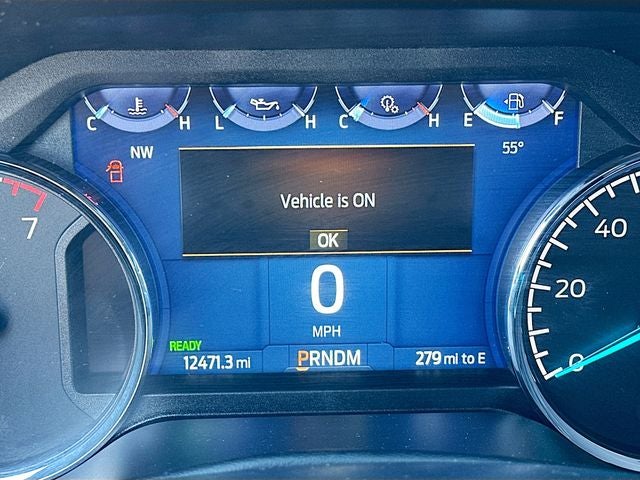 C H L H C H E F
NW 55°
7
Vehicle is ON
OK
40
20
0
0
MPH
READY
12471.3 mi PRNDM 279 mi to E